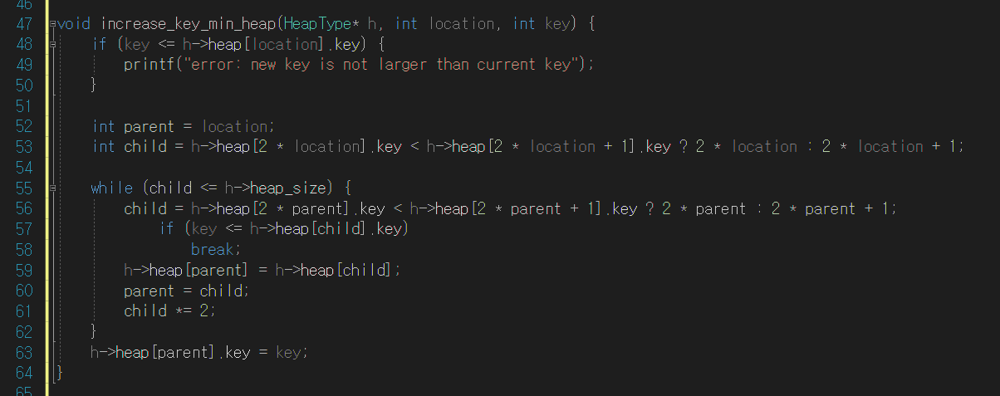 46
47 void increase_key_min_heap(HeapType* h, int location, int key) {
48 if (key <= h->heap[location].key) {
49 printf("error: new key is not larger than current key");
50 }
51
52 int parent = location;
53 int child = h->heap[2 * location].key < h->heap[2 * location + 1].key ? 2 * location : 2 * location + 1;
54
55 while (child <= h->heap_size) {
56 child = h->heap[2 * parent].key < h->heap[2 * parent + 1].key ? 2 * parent : 2 * parent + 1;
57 if (key <= h->heap[child].key)
58 break;
59 h->heap[parent] = h->heap[child];
60 parent = child;
61 child *= 2;
62 }
63 h->heap[parent].key = key;
64 }
65